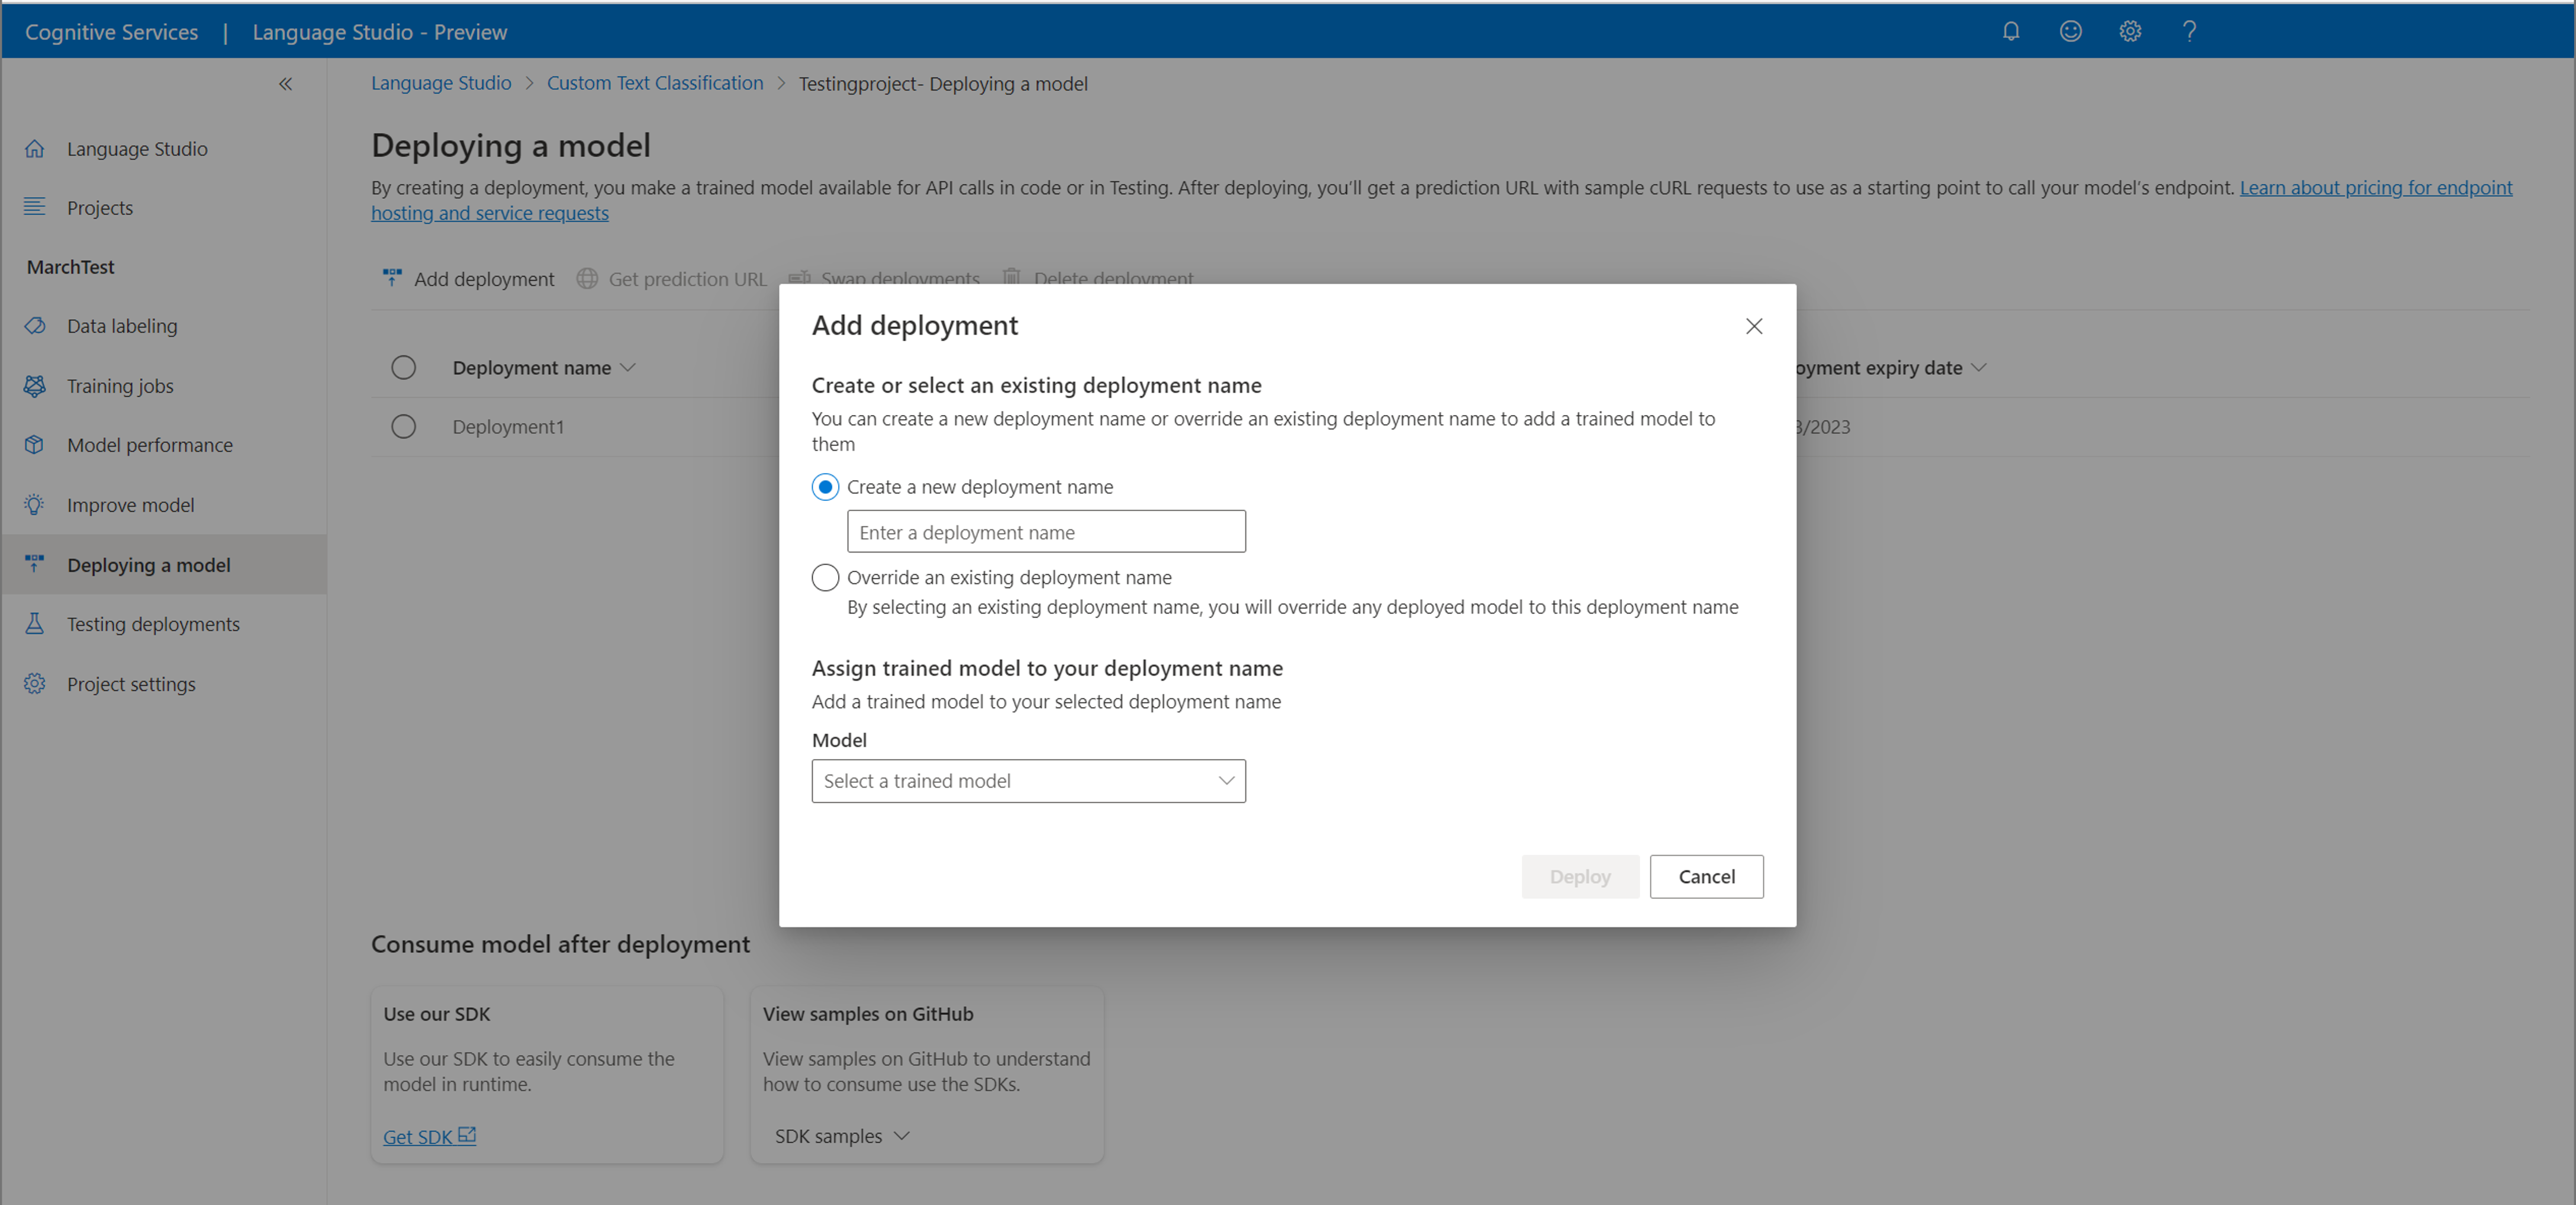 Cognitive Services | Language Studio - Preview
Language Studio > Custom Text Classification > Testingproject- Deploying a model
Language Studio
Projects
MarchTest
Data labeling
Training jobs
Model performance
Improve model
Deploying a model
Testing deployments
Project settings
Deploying a model
By creating a deployment, you make a trained model available for API calls in code or in Testing. After deploying, you'll get a prediction URL with sample cURL requests to use as a starting point to call your model's endpoint. Learn about pricing for endpoint
hosting and service requests
Add deployment Get prediction URL Swap deployments Delete deployment
Deployment name oyment expiry date
Deployment1 3/2023
Add deployment
Create or select an existing deployment name
You can create a new deployment name or override an existing deployment name to add a trained model to
them
Create a new deployment name
Enter a deployment name
Override an existing deployment name
By selecting an existing deployment name, you will override any deployed model to this deployment name
Assign trained model to your deployment name
Add a trained model to your selected deployment name
Model
Select a trained model
Deploy Cancel
Consume model after deployment
Use our SDK
Use our SDK to easily consume the
model in runtime.
Get SDK
View samples on GitHub
View samples on GitHub to understand
how to consume use the SDKs.
SDK samples